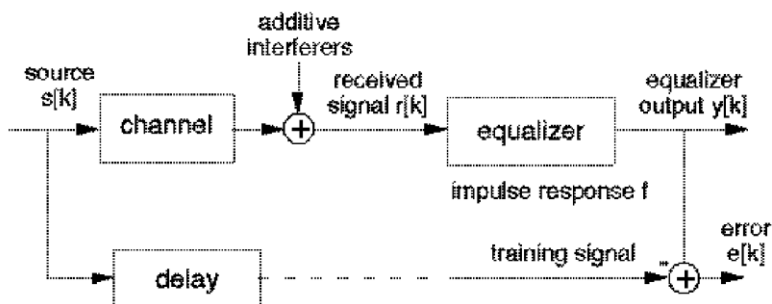 additive
interferers
source
s[k]
received
signal r[k]
equalizer
output y[k]
channel
+
equalizer
impulse response f
error
e[k]
training signal
delay
-
+